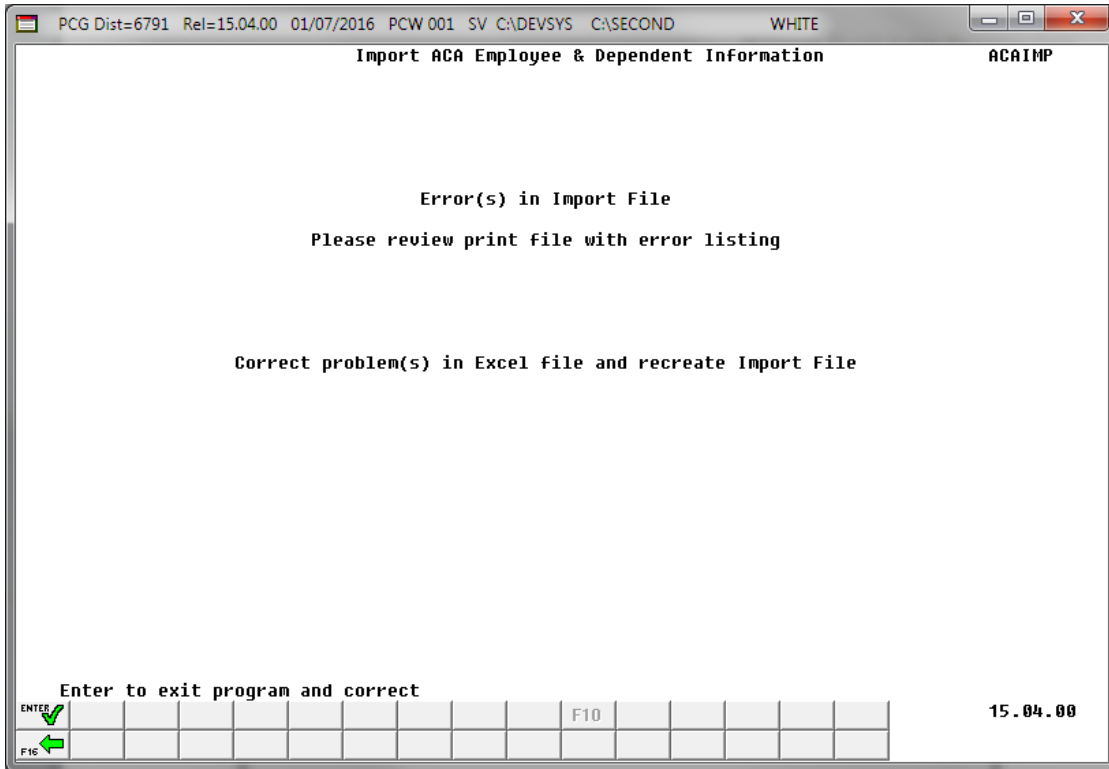 PCG Dist=6791 Rel=15.04.00 01/07/2016 PCW 001 SV C:\DEVSYS C:\SECOND WHITE
Import ACA Employee & Dependent Information ACAIMP
Error(s) in Import File
Please review print file with error listing
Correct problem(s) in Excel file and recreate Import File
Enter to exit program and correct
ENTER F10 15.04.00
F16